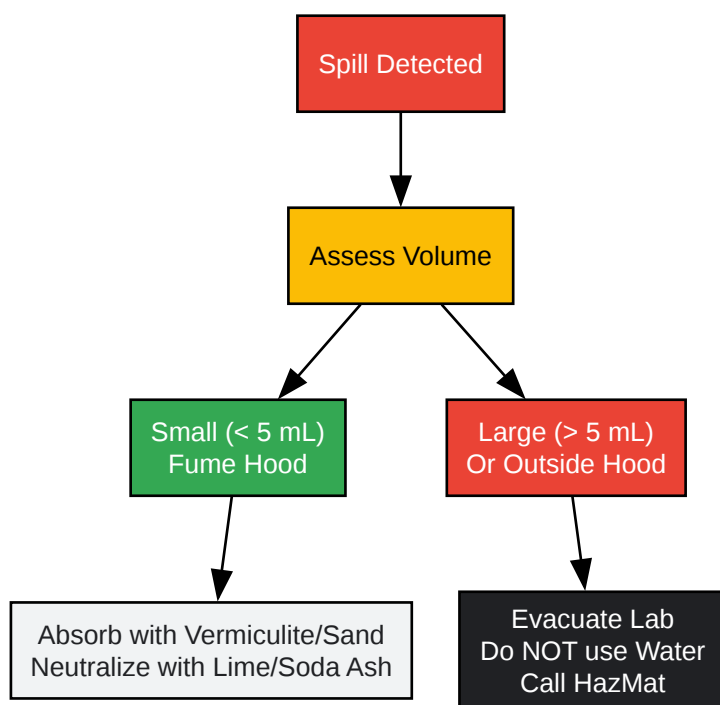 Spill Detected
Assess Volume
Small (< 5 mL)
Fume Hood
Large (> 5 mL)
Or Outside Hood
Absorb with Vermiculite/Sand
Neutralize with Lime/Soda Ash
Evacuate Lab
Do NOT use Water
Call HazMat